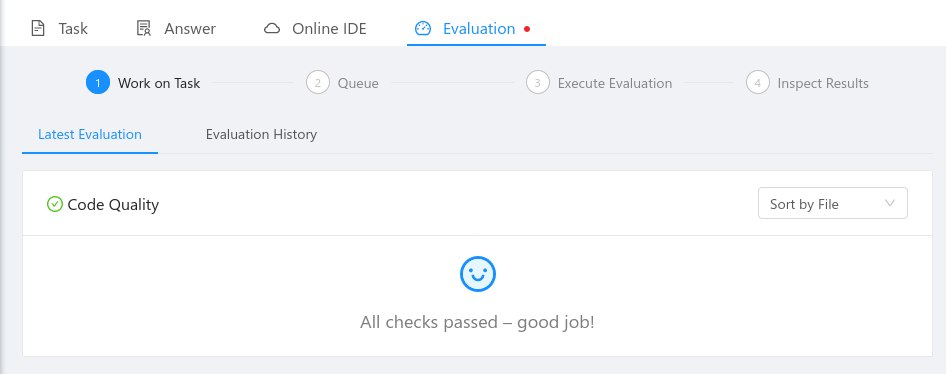 Task Answer Online IDE Evaluation
1 Work on Task 2 Queue 3 Execute Evaluation 4 Inspect Results
Latest Evaluation Evaluation History
Code Quality Sort by File
All checks passed – good job!